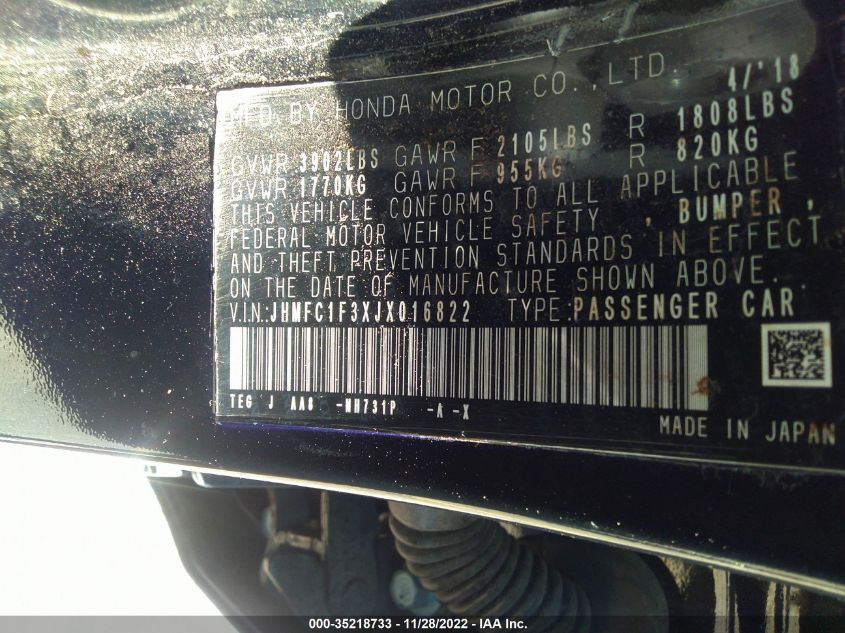 MFD.BY HONDA MOTOR CO.,LTD. 4/'18
GVWR 3902LBS GAWR F 2105LBS R 1808LBS
GVWR 1770KG GAWR F 955KG R 820KG
THIS VEHICLE CONFORMS TO ALL APPLICABLE
FEDERAL MOTOR VEHICLE SAFETY , BUMPER ,
AND THEFT PREVENTION STANDARDS IN EFFECT
ON THE DATE OF MANUFACTURE SHOWN ABOVE.
V.I.N: JHMFC1F3XJX016822 TYPE:PASSENGER CAR
TEG J AA8 -NH731P -A -X
MADE IN JAPAN
000-35218733 - 11/28/2022 - IAA Inc.